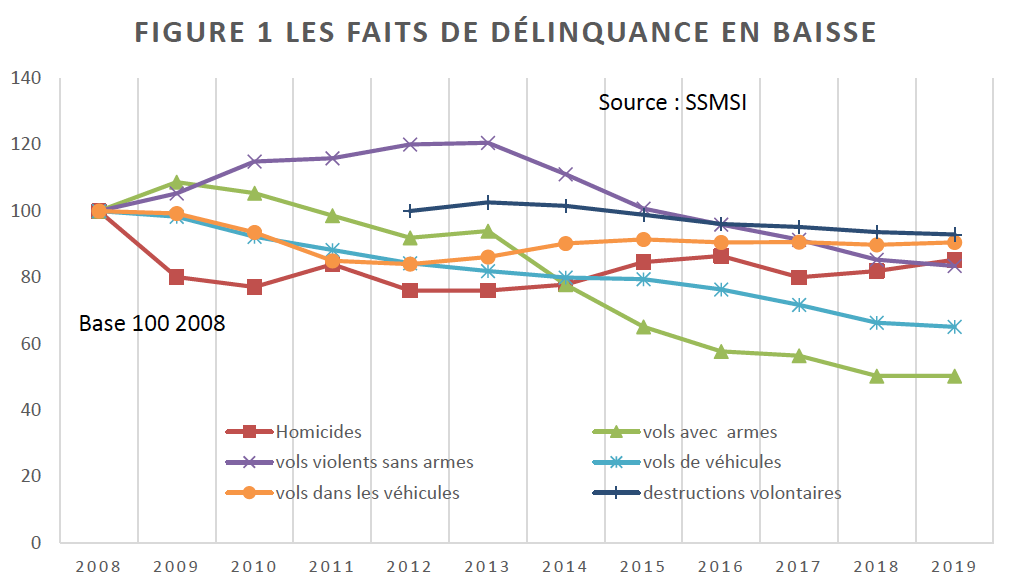 FIGURE 1 LES FAITS DE DÉLINQUANCE EN BAISSE
140
Source : SSMSI
120
100
80
Base 100 2008
60
40
Homicides
vols avec armes
vols violents sans armes
vols de véhicules
20
vols dans les véhicules
destructions volontaires
0
2008 2009 2010 2011 2012 2013 2014 2015 2016 2017 2018 2019